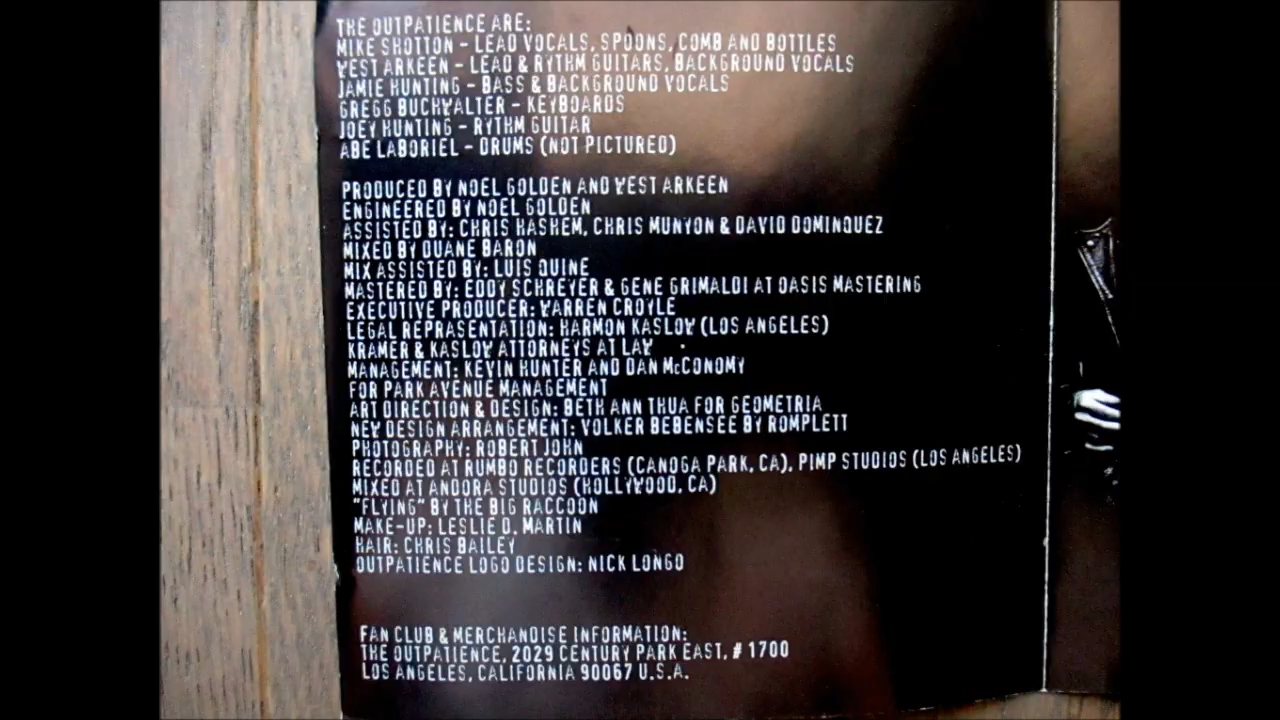 THE OUTPATIENCE ARE:
MIKE SHOTTON - LEAD VOCALS, SPOONS, COMB AND BOTTLES
WEST ARKEEN - LEAD & RYTHM GUITARS, BACKGROUND VOCALS
JAMIE HUNTING - BASS & BACKGROUND VOCALS
GREGG BUCHWALTER - KEYBOARDS
JOEY HUNTING - RYTHM GUITAR
ABE LABORIEL - DRUMS (NOT PICTURED)
PRODUCED BY NOEL GOLDEN AND WEST ARKEEN
ENGINEERED BY NOEL GOLDEN
ASSISTED BY: CHRIS HASHEM, CHRIS MUNYON & DAVID DOMINQUEZ
MIXED BY DUANE BARON
MIX ASSISTED BY: LUIS QUINE
MASTERED BY: EDDY SCHREYER & GENE GRIMALDI AT OASIS MASTERING
EXECUTIVE PRODUCER: WARREN CROYLE
LEGAL REPRESENTATION: HARMON KASLOW (LOS ANGELES)
KRAMER & KASLOW ATTORNEYS AT LAW
MANAGEMENT: KEVIN HUNTER AND DAN McCONOMY
FOR PARK AVENUE MANAGEMENT
ART DIRECTION & DESIGN: BETH ANN THUA FOR GEOMETRIA
NEW DESIGN ARRANGEMENT: VOLKER BEBENSEE BY ROMPLETT
PHOTOGRAPHY: ROBERT JOHN
RECORDED AT RUMBO RECORDERS (CANOGA PARK, CA), PIMP STUDIOS (LOS ANGELES)
MIXED AT ANDORA STUDIOS (HOLLYWOOD, CA)
"FLYING" BY THE BIG RACCOON
MAKE-UP: LESLIE D. MARTIN
HAIR: CHRIS BAILEY
OUTPATIENCE LOGO DESIGN: NICK LONGO
FAN CLUB & MERCHANDISE INFORMATION:
THE OUTPATIENCE, 2029 CENTURY PARK EAST, # 1700
LOS ANGELES, CALIFORNIA 90067 U.S.A.